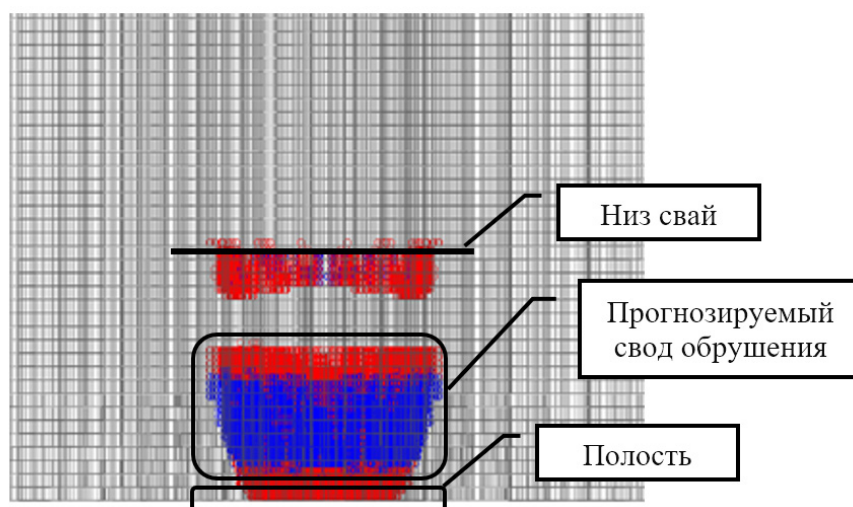 Низ свай
Прогнозируемый
свод обрушения
Полость